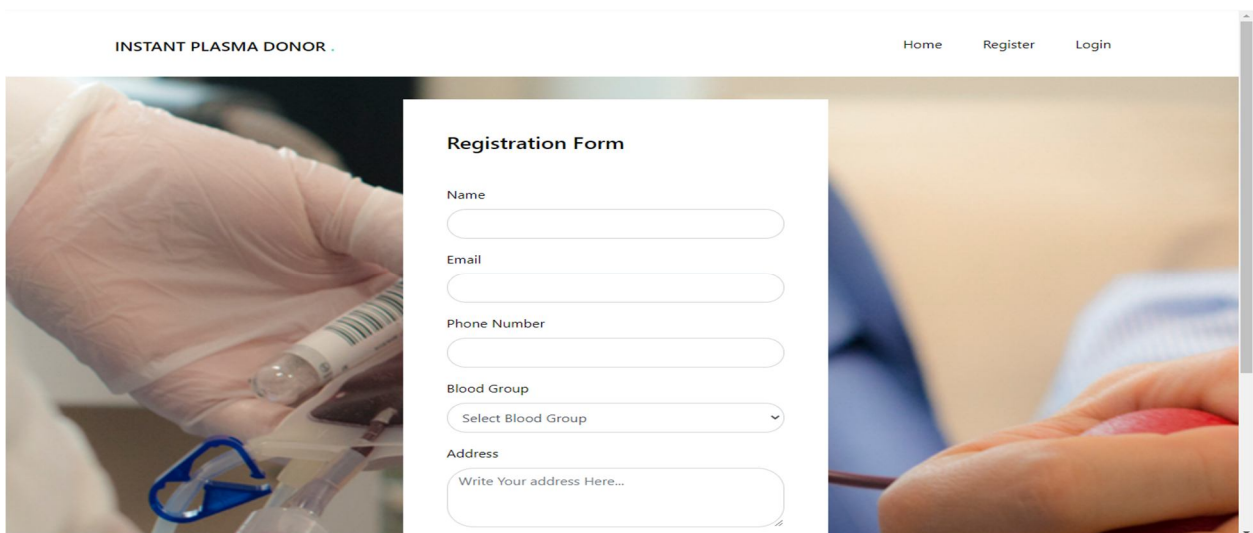 INSTANT PLASMA DONOR .
Home Register Login
Registration Form
Name
Email
Phone Number
Blood Group
Select Blood Group
Address
Write Your address Here...